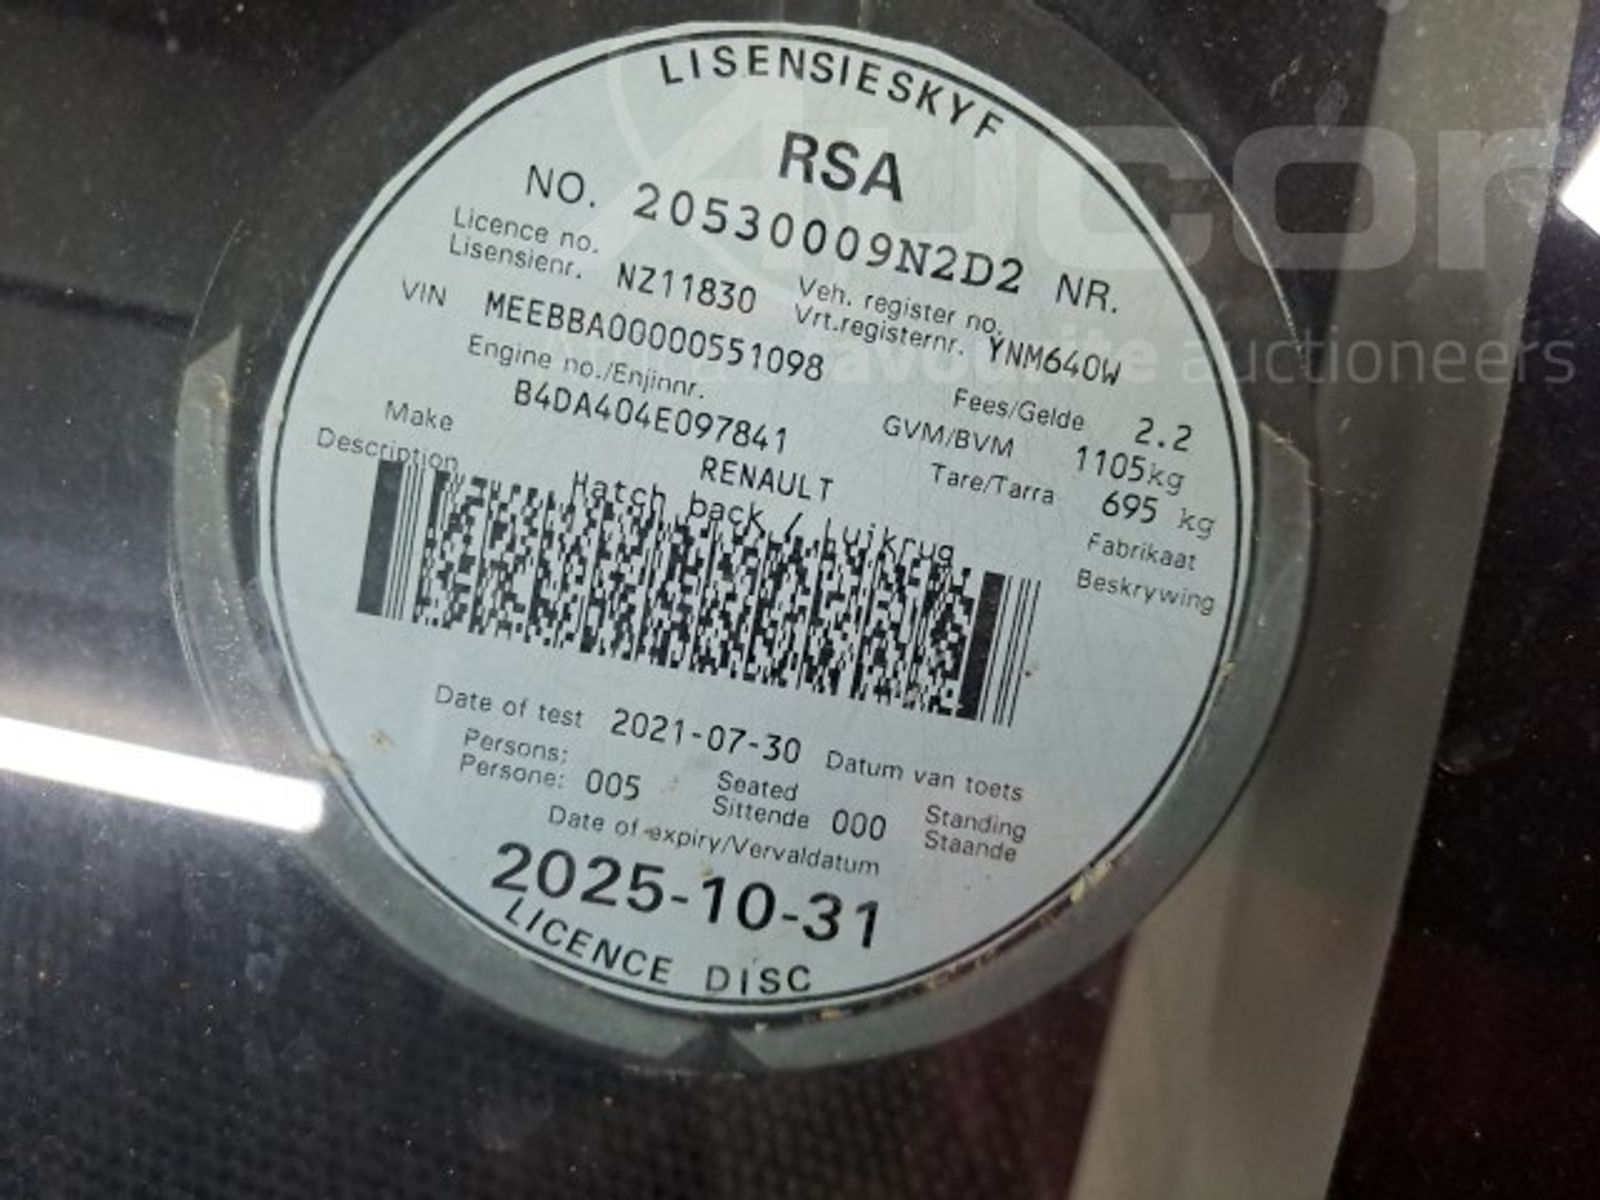 LISENSIESKYF
RSA
NO. 20530009N2D2 NR.
Licence no.
Lisensienr. NZ11830
Veh. register no.
Vrt.registernr. YNM640W
VIN MEEBBA00000551098
Fees/Gelde 2.2
Engine no./Enjinnr.
GVM/BVM 1105kg
B4DA404E097841
Tare/Tarra 695 kg
Make RENAULT Fabrikaat
Description Hatch back / Luikrug Beskrywing
Date of test 2021-07-30 Datum van toets
Persons;
Persone: 005
Seated
Sittende 000
Standing
Staande
Date of expiry/Vervaldatum
2025-10-31
LICENCE DISC
Aucor
favourite auctioneers